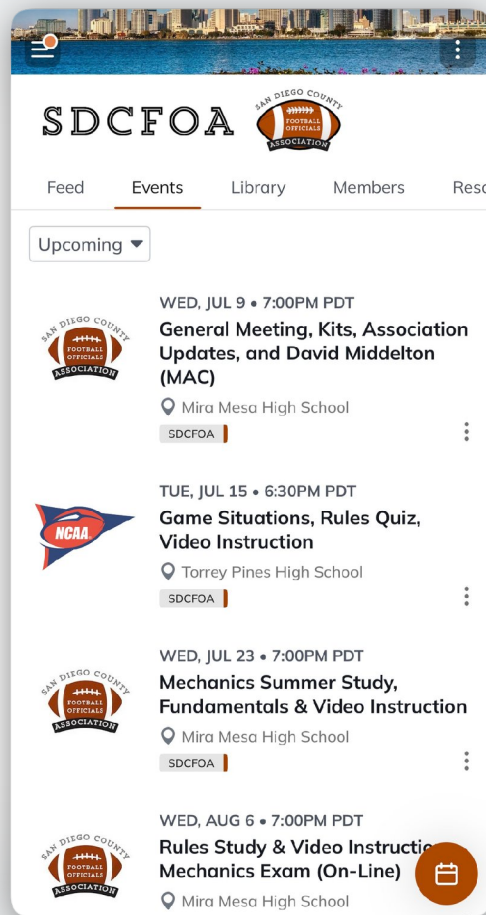 SDCFOA
SAN DIEGO COUNTY
FOOTBALL
OFFICIALS
ASSOCIATION
Feed Events Library Members Reso
Upcoming
WED, JUL 9 • 7:00PM PDT
SAN DIEGO COUNTY
FOOTBALL
OFFICIALS
ASSOCIATION
General Meeting, Kits, Association
Updates, and David Middelton
(MAC)
Mira Mesa High School
SDCFOA
TUE, JUL 15 • 6:30PM PDT
NCAA
Game Situations, Rules Quiz,
Video Instruction
Torrey Pines High School
SDCFOA
WED, JUL 23 • 7:00PM PDT
SAN DIEGO COUNTY
FOOTBALL
OFFICIALS
ASSOCIATION
Mechanics Summer Study,
Fundamentals & Video Instruction
Mira Mesa High School
SDCFOA
WED, AUG 6 • 7:00PM PDT
SAN DIEGO COUNTY
FOOTBALL
OFFICIALS
ASSOCIATION
Rules Study & Video Instructio
Mechanics Exam (On-Line)
Mira Mesa High School